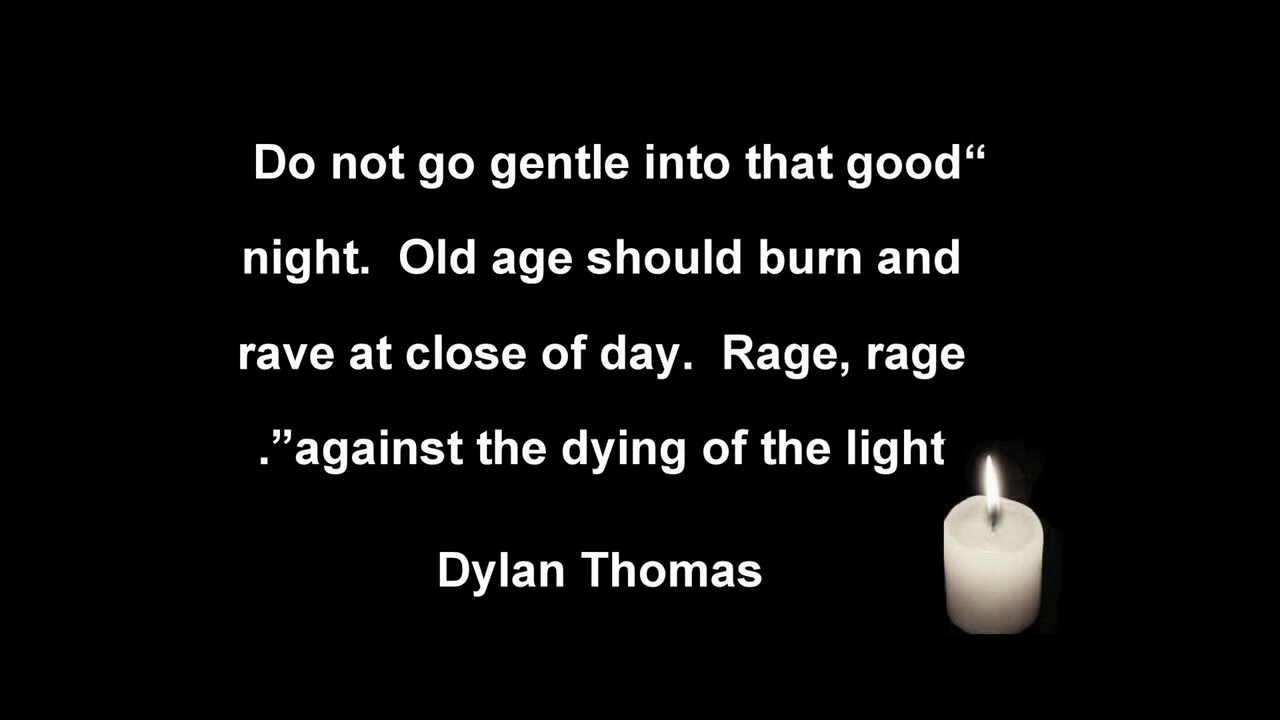 Do not go gentle into that good“
night.  Old age should burn and
rave at close of day.  Rage, rage
.”against the dying of the light
Dylan Thomas